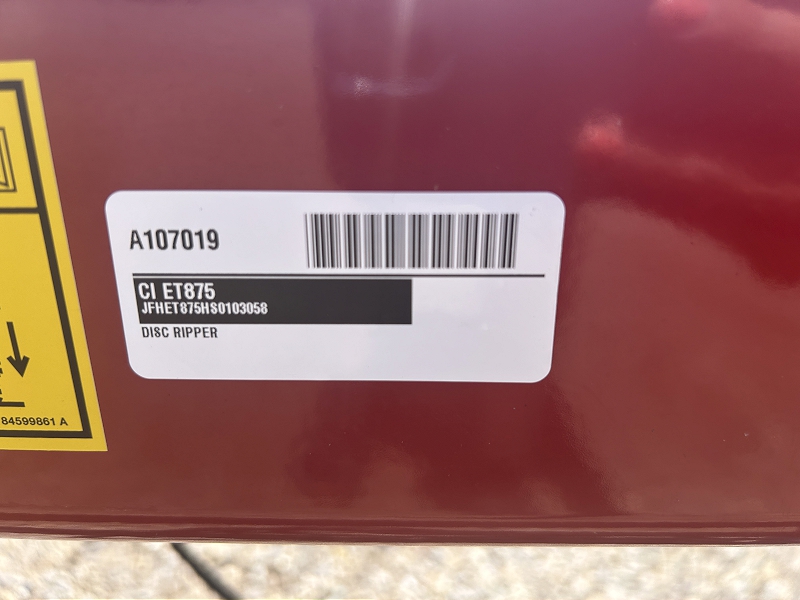 A107019
CI ET875
JFHET875HS0103058
DISC RIPPER
84599861 A